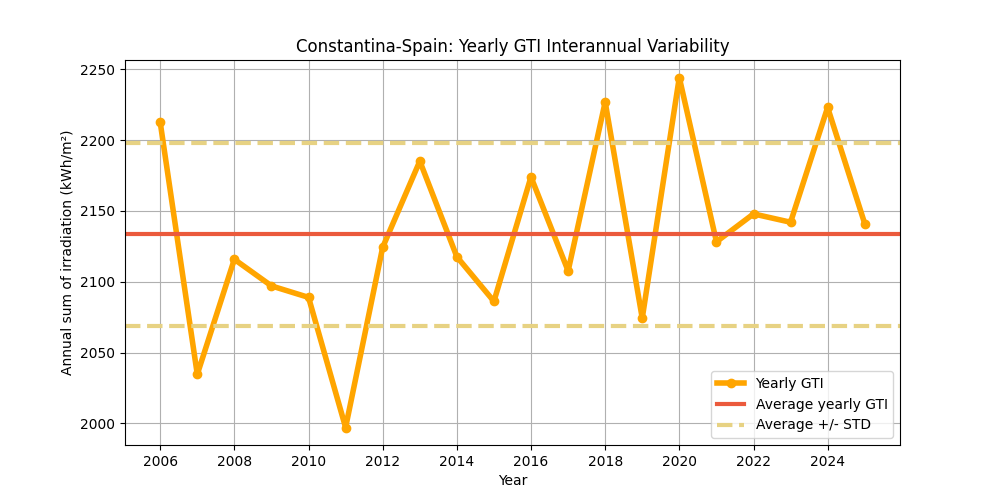 Constantina-Spain: Yearly GTI Interannual Variability
Annual sum of irradiation (kWh/m²)
2250
2200
2150
2100
2050
2000
Yearly GTI
Average yearly GTI
Average +/- STD
2006 2008 2010 2012 2014 2016 2018 2020 2022 2024
Year